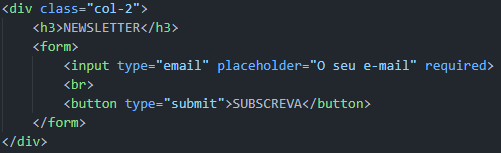 <div class="col-2">
<h3>NEWSLETTER</h3>
<form>
<input type="email" placeholder="O seu e-mail" required>
<br>
<button type="submit">SUBSCREVA</button>
</form>
</div>